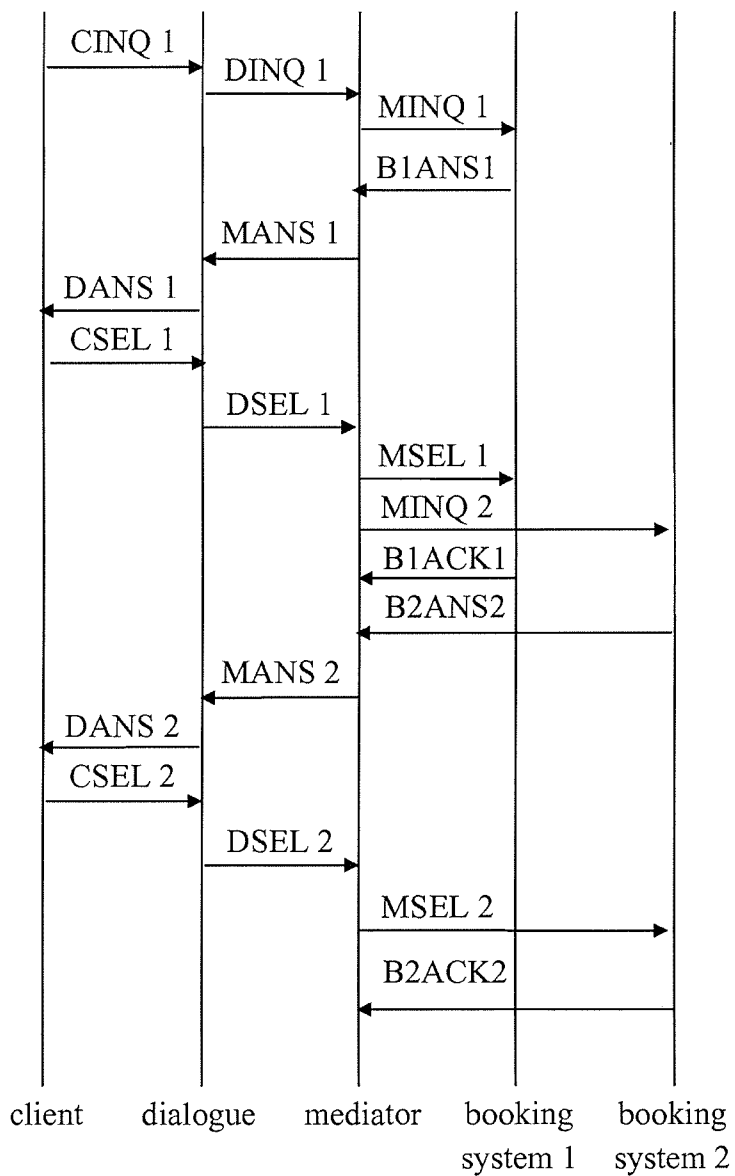 CINQ 1
DINQ 1
MINQ 1
B1ANS1
MANS 1
DANS 1
CSEL 1
DSEL 1
MSEL 1
MINQ 2
B1ACK1
B2ANS2
MANS 2
DANS 2
CSEL 2
DSEL 2
MSEL 2
B2ACK2
client dialogue mediator booking booking
system 1 system 2